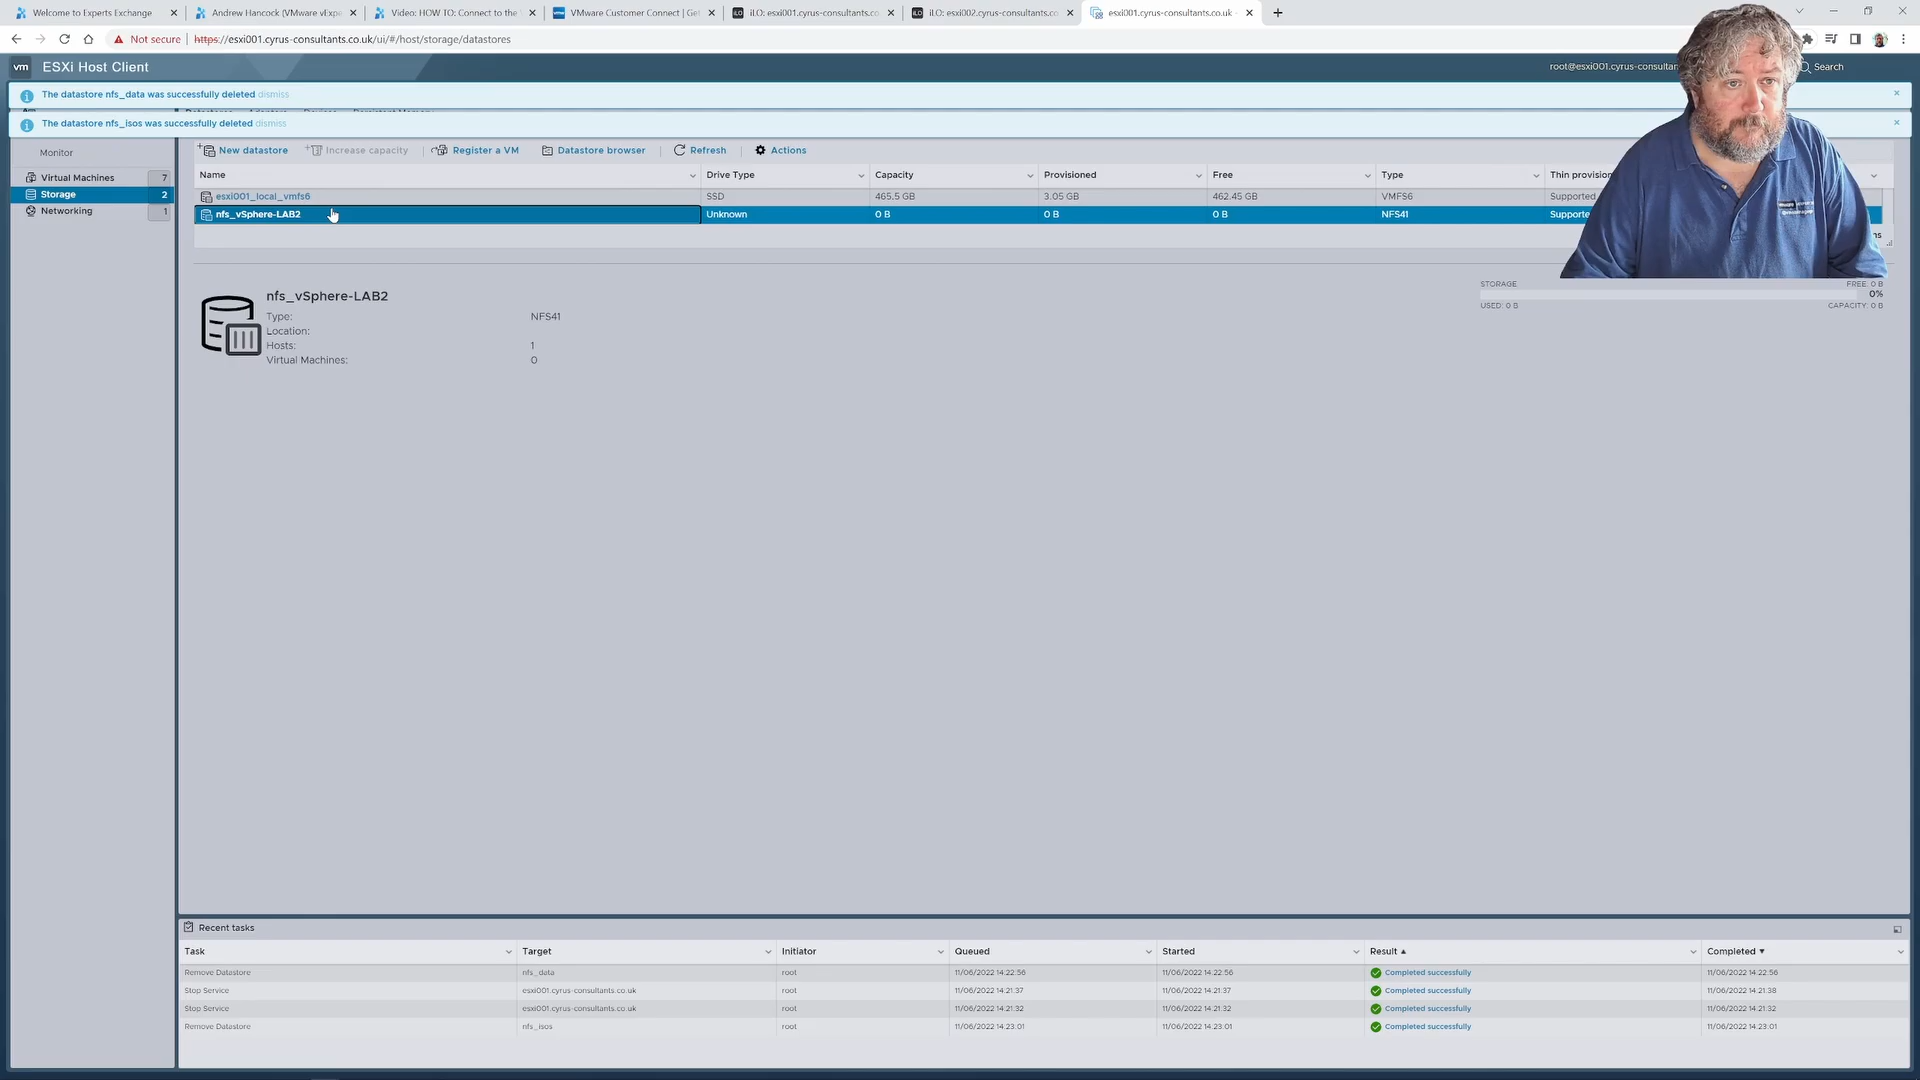 Welcome to Experts Exchange
Andrew Hancock (VMware vExpe
Video: HOW TO: Connect to the
VMware Customer Connect | Get
iLO: esxi001.cyrus-consultants.co
iLO: esxi002.cyrus-consultants.co
esxi001.cyrus-consultants.co.uk
Not secure
https://esxi001.cyrus-consultants.co.uk/ui/#/host/storage/datastores
vm ESXi Host Client
root@esxi001.cyrus-consultan
Search
The datastore nfs_data was successfully deleted dismiss
The datastore nfs_isos was successfully deleted dismiss
Monitor
Virtual Machines 7
Storage 2
Networking 1
New datastore Increase capacity Register a VM Datastore browser Refresh Actions
Name Drive Type Capacity Provisioned Free Type Thin provision
esxi001_local_vmfs6 SSD 465.5 GB 3.05 GB 462.45 GB VMFS6 Supported
nfs_vSphere-LAB2 Unknown 0 B 0 B 0 B NFS41 Supporte
nfs_vSphere-LAB2
Type: NFS41
Location:
Hosts: 1
Virtual Machines: 0
STORAGE FREE: 0 B
0%
USED: 0 B CAPACITY: 0 B
Recent tasks
Task Target Initiator Queued Started Result Completed
Remove Datastore nfs_data root 11/06/2022 14:22:56 11/06/2022 14:22:56 Completed successfully 11/06/2022 14:22:56
Stop Service esxi001.cyrus-consultants.co.uk root 11/06/2022 14:21:37 11/06/2022 14:21:37 Completed successfully 11/06/2022 14:21:38
Stop Service esxi001.cyrus-consultants.co.uk root 11/06/2022 14:21:32 11/06/2022 14:21:32 Completed successfully 11/06/2022 14:21:32
Remove Datastore nfs_isos root 11/06/2022 14:23:01 11/06/2022 14:23:01 Completed successfully 11/06/2022 14:23:01